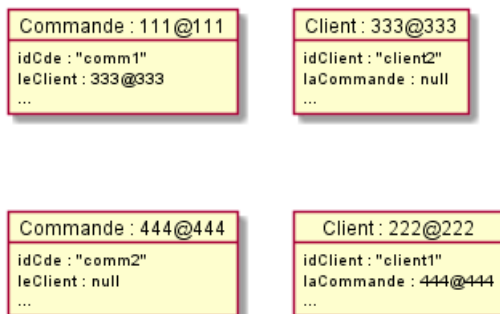 Commande : 111@111
idCde : "comm1"
leClient : 333@333
...
Client : 333@333
idClient : "client2"
laCommande : null
...
Commande : 444@444
idCde : "comm2"
leClient : null
...
Client : 222@222
idClient : "client1"
laCommande : 444@444
...